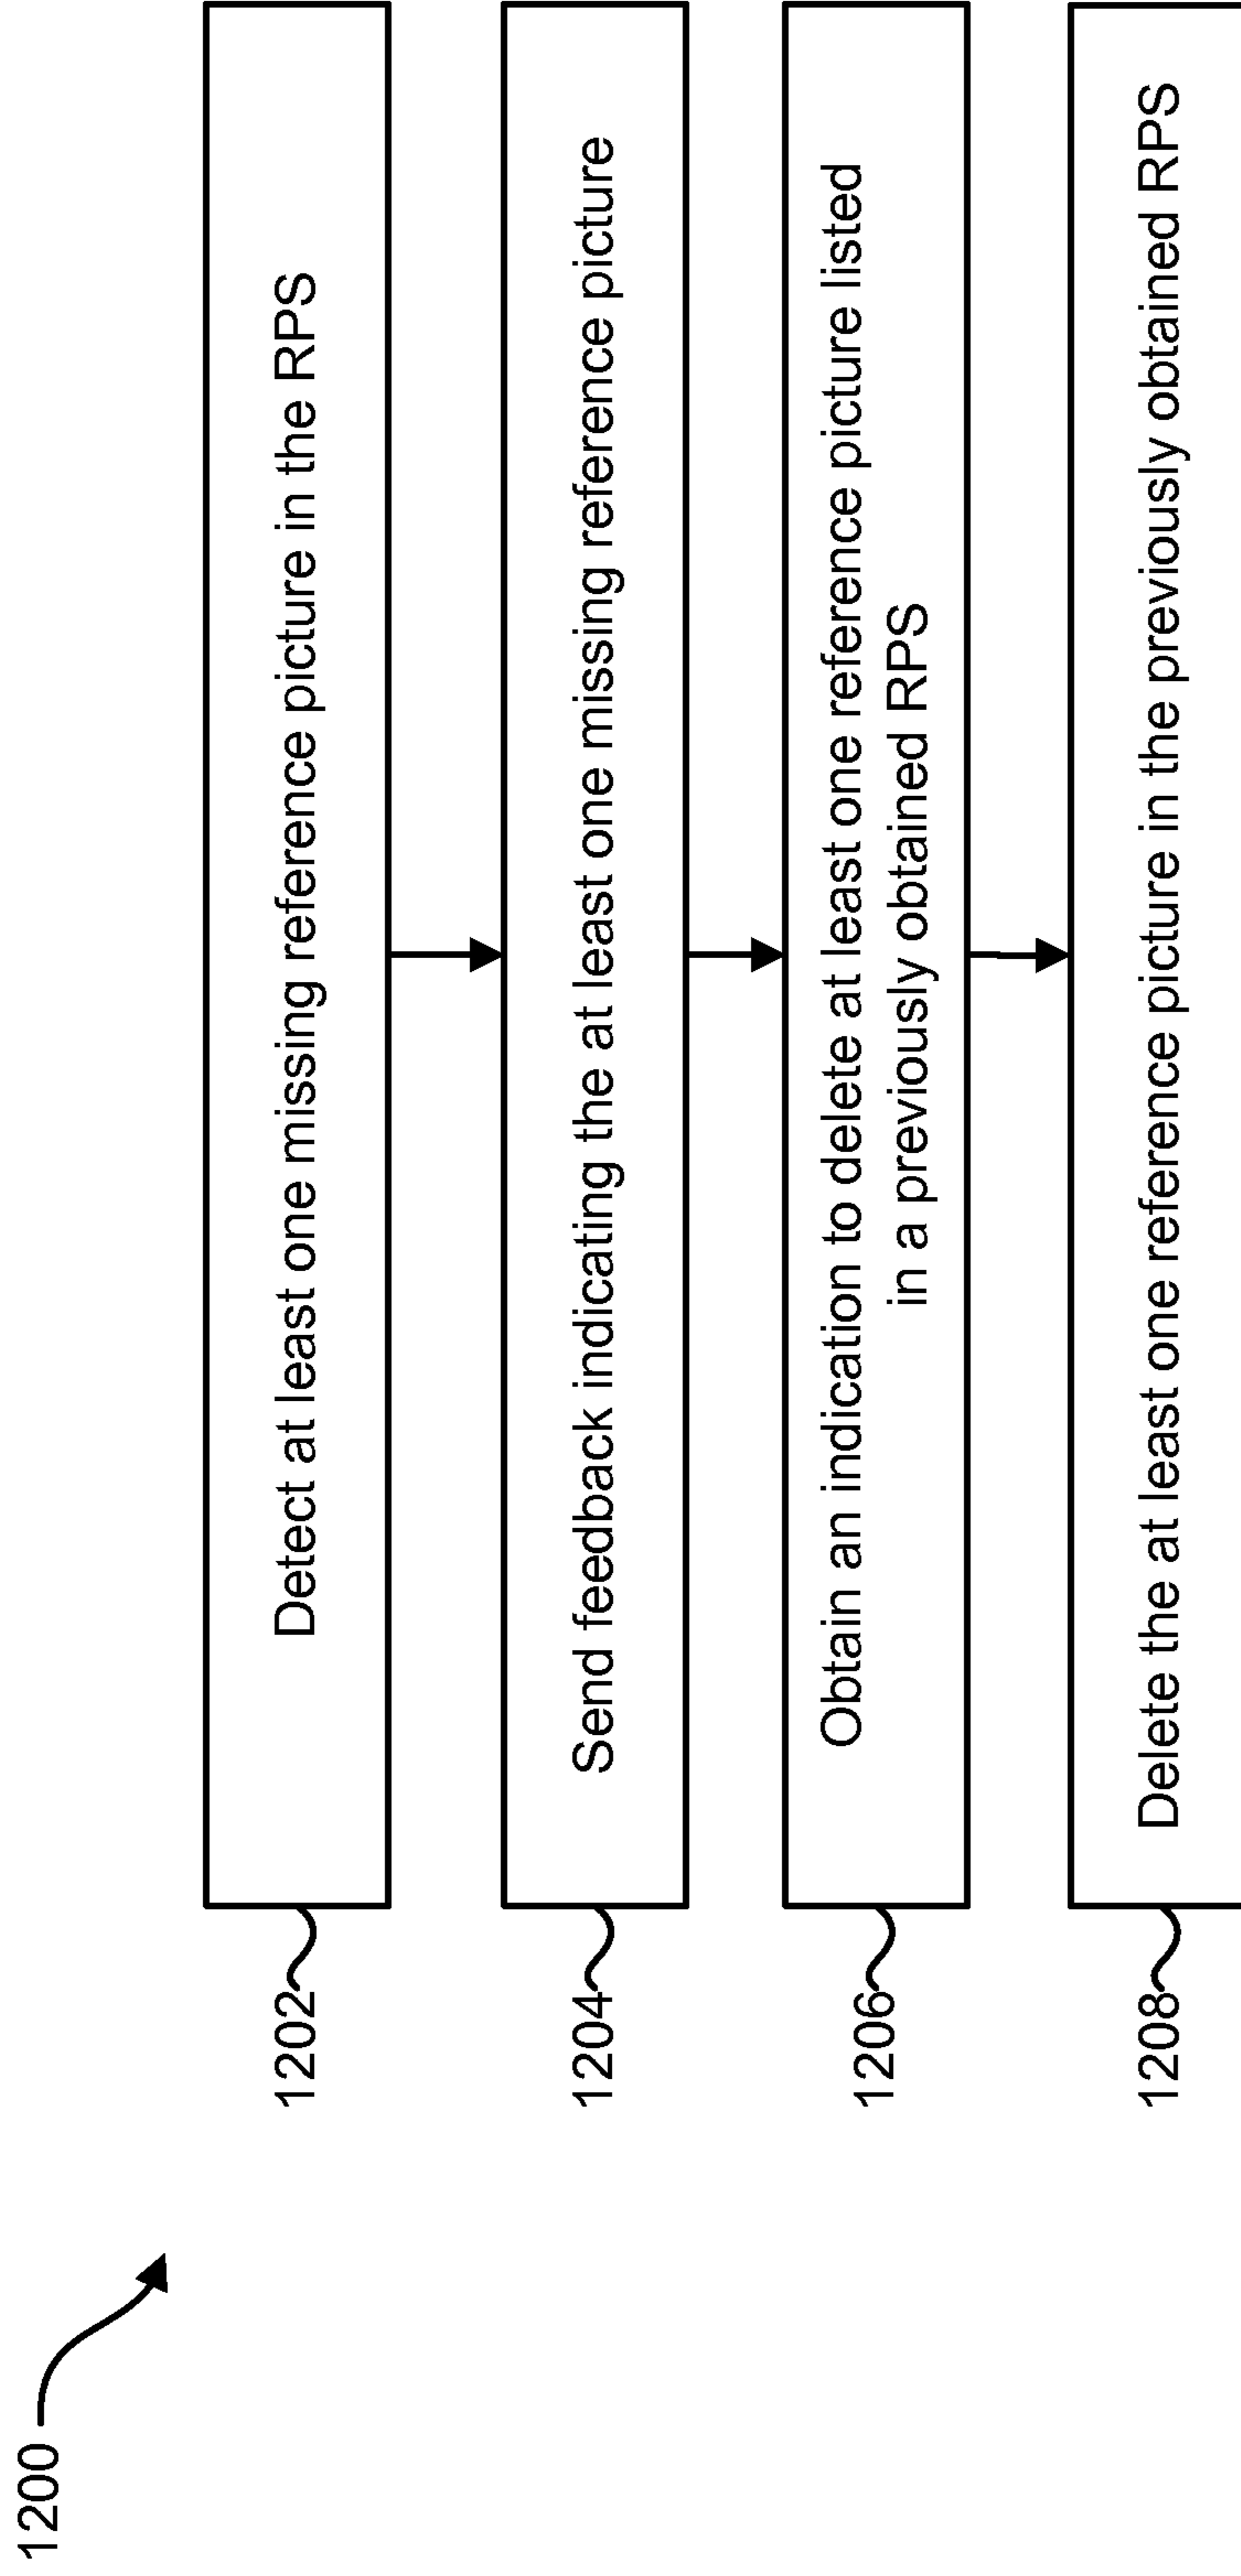 1200
1202
Detect at least one missing reference picture in the RPS
1204
Send feedback indicating the at least one missing reference picture
1206
Obtain an indication to delete at least one reference picture listed
in a previously obtained RPS
1208
Delete the at least one reference picture in the previously obtained RPS